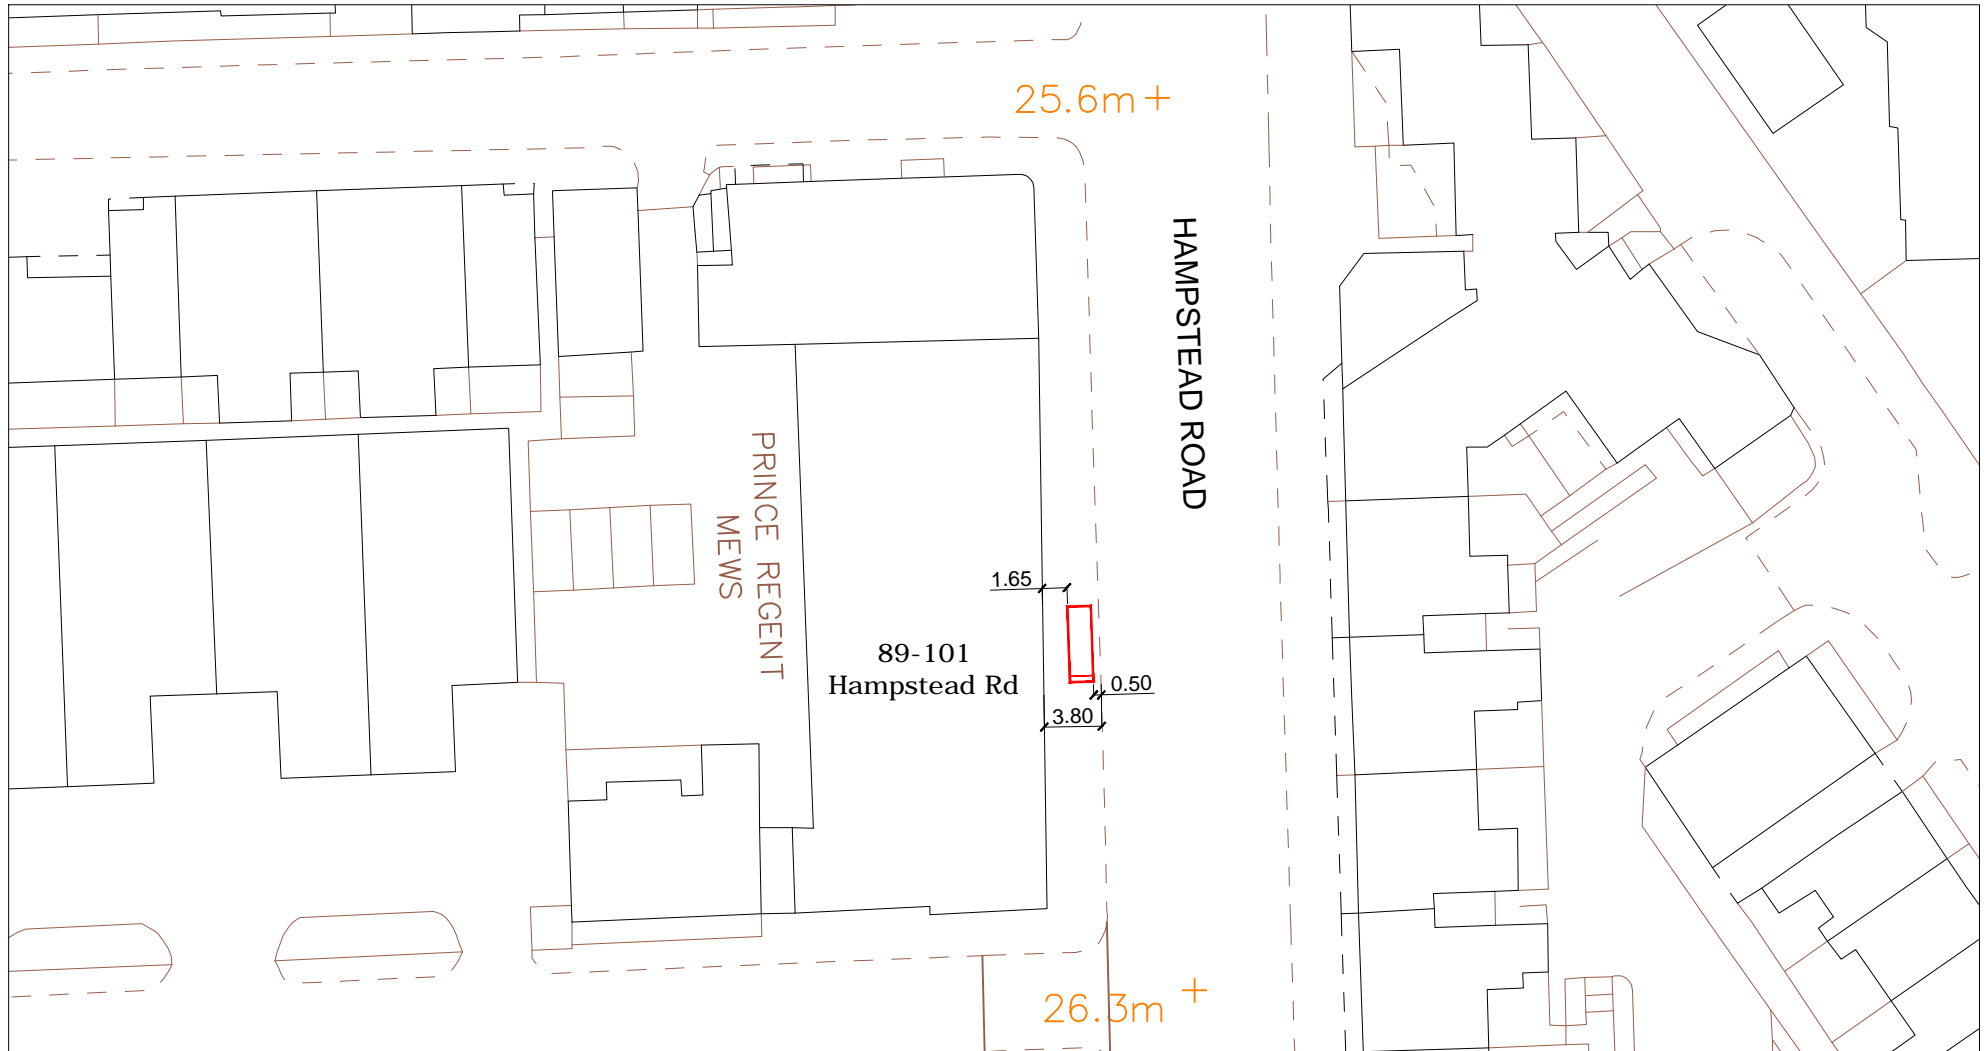 25.6m
HAMPSTEAD ROAD
PRINCE REGENT
MEWS
1.65
89-101
Hampstead Rd
0.50
3.80
26.3m